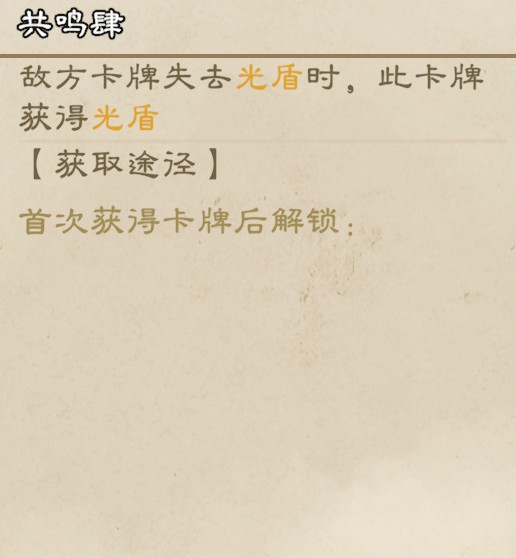 共鸣肆
敌方卡牌失去光盾时，此卡牌
获得光盾
【获取途径】
首次获得卡牌后解锁：